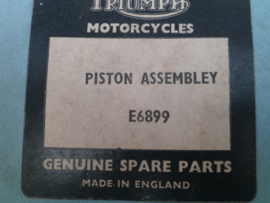 TRIUMPH
MOTORCYCLES
PISTON ASSEMBLEY
E6899
GENUINE SPARE PARTS
MADE IN ENGLAND